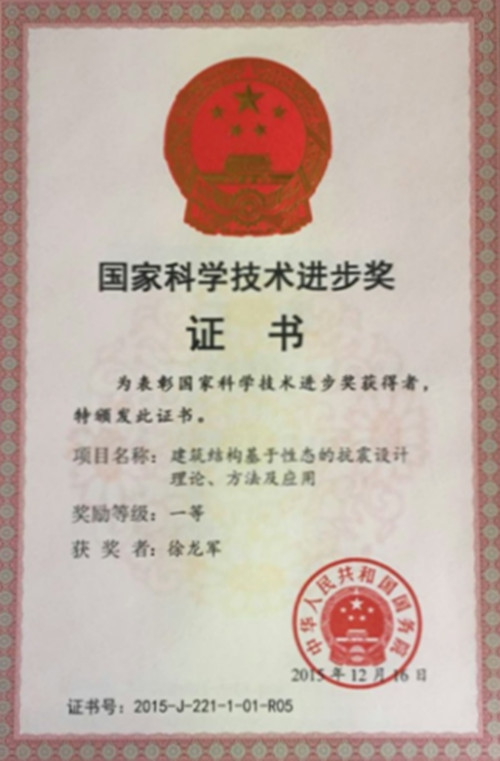 国家科学技术进步奖
证 书
为表彰国家科学技术进步奖获得者，
特颁发此证书。
项目名称：建筑结构基于性态的抗震设计
理论、方法及应用
奖励等级：一等
获 奖 者：徐龙军
中华人民共和国国务院
2015年12月16日
证书号：2015-J-221-1-01-R05